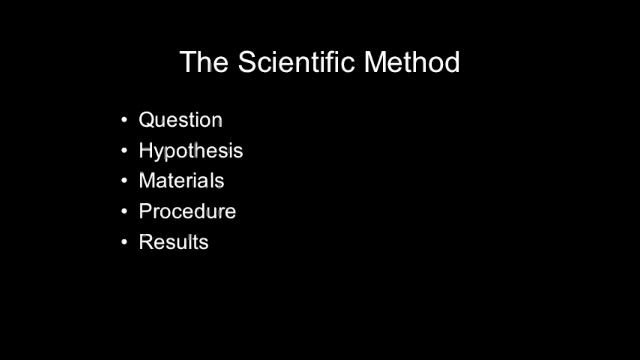 The Scientific Method
• Question
• Hypothesis
• Materials
• Procedure
• Results